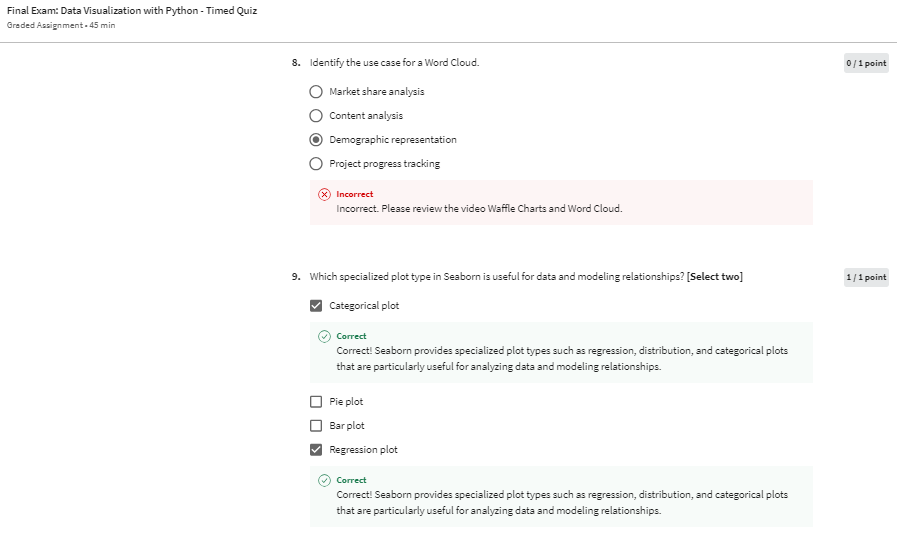 Final Exam: Data Visualization with Python - Timed Quiz
Graded Assignment • 45 min
8. Identify the use case for a Word Cloud.
0 / 1 point
Market share analysis
Content analysis
Demographic representation
Project progress tracking
Incorrect
Incorrect. Please review the video Waffle Charts and Word Cloud.
9. Which specialized plot type in Seaborn is useful for data and modeling relationships? [Select two]
1 / 1 point
Categorical plot
Correct
Correct! Seaborn provides specialized plot types such as regression, distribution, and categorical plots
that are particularly useful for analyzing data and modeling relationships.
Pie plot
Bar plot
Regression plot
Correct
Correct! Seaborn provides specialized plot types such as regression, distribution, and categorical plots
that are particularly useful for analyzing data and modeling relationships.